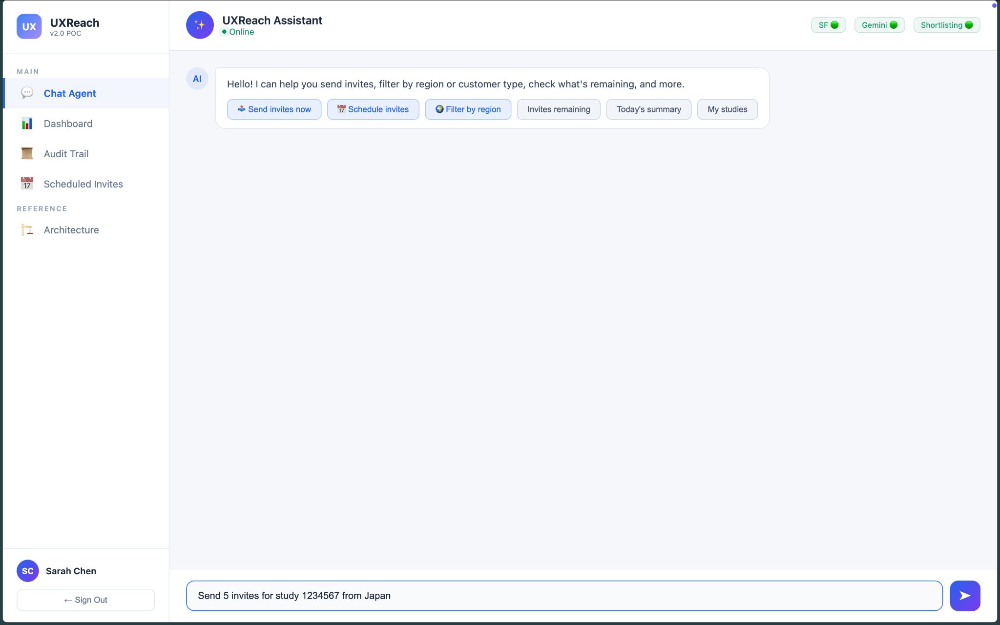 UX
UXReach
v2.0 POC
MAIN
Chat Agent
Dashboard
Audit Trail
17
Scheduled Invites
REFERENCE
Architecture
SC
Sarah Chen
← Sign Out
UXReach Assistant
Online
SF
Gemini
Shortlisting
AI
Hello! I can help you send invites, filter by region or customer type, check what's remaining, and more.
Send invites now
17 Schedule invites
Filter by region
Invites remaining
Today's summary
My studies
Send 5 invites for study 1234567 from Japan